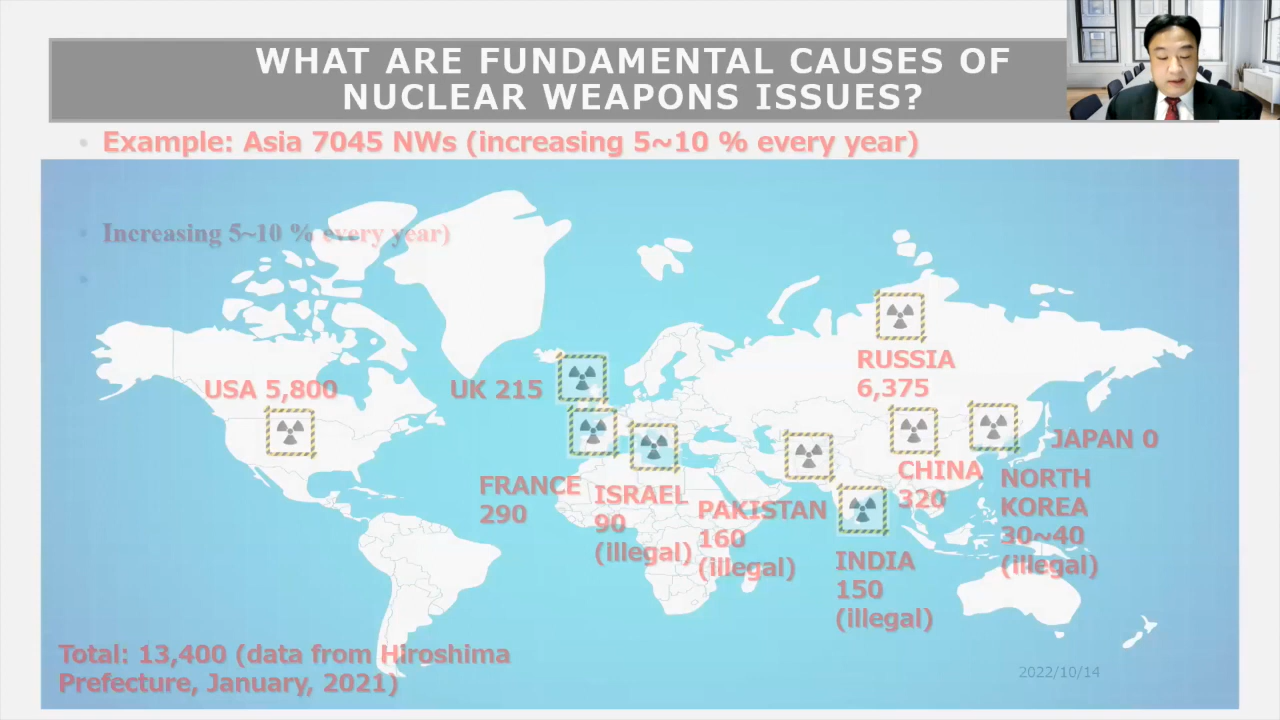 WHAT ARE FUNDAMENTAL CAUSES OF
NUCLEAR WEAPONS ISSUES?
• Example: Asia 7045 NWs (increasing 5~10 % every year)
• Increasing 5~10 % every year)
RUSSIA
6,375
USA 5,800
UK 215
JAPAN 0
CHINA
320
NORTH
KOREA
30~40
(illegal)
FRANCE
290
ISRAEL
90
(illegal)
PAKISTAN
160
(illegal)
INDIA
150
(illegal)
Total: 13,400 (data from Hiroshima
Prefecture, January, 2021)
2022/10/14